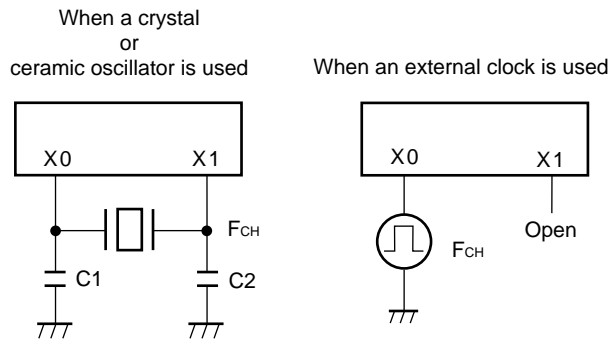 When a crystal
or
ceramic oscillator is used
X0 X1
FCH
C1 C2
When an external clock is used
X0 X1
Open
FCH